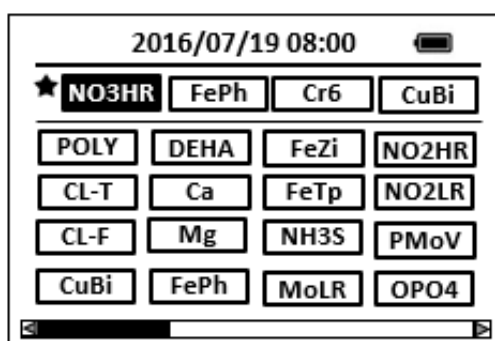 2016/07/19 08:00
NO3HR FePh Cr6 CuBi
POLY DEHA FeZi NO2HR
CL-T Ca FeTp NO2LR
CL-F Mg NH3S PMoV
CuBi FePh MoLR OPO4